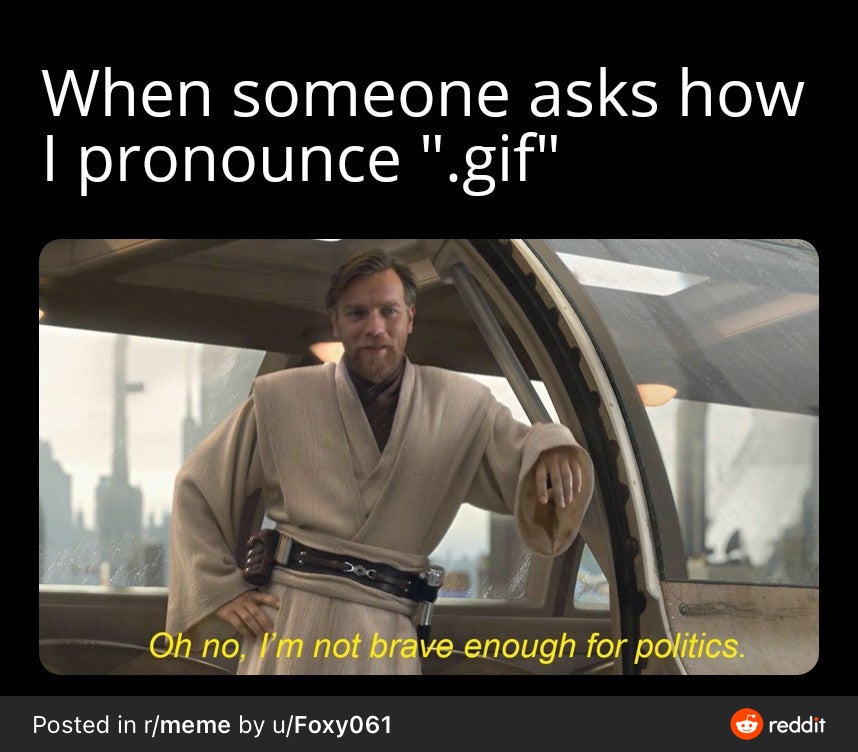 When someone asks how
I pronounce ".gif"
Oh no, I'm not brave enough for politics.
Posted in r/meme by u/Foxy061
reddit